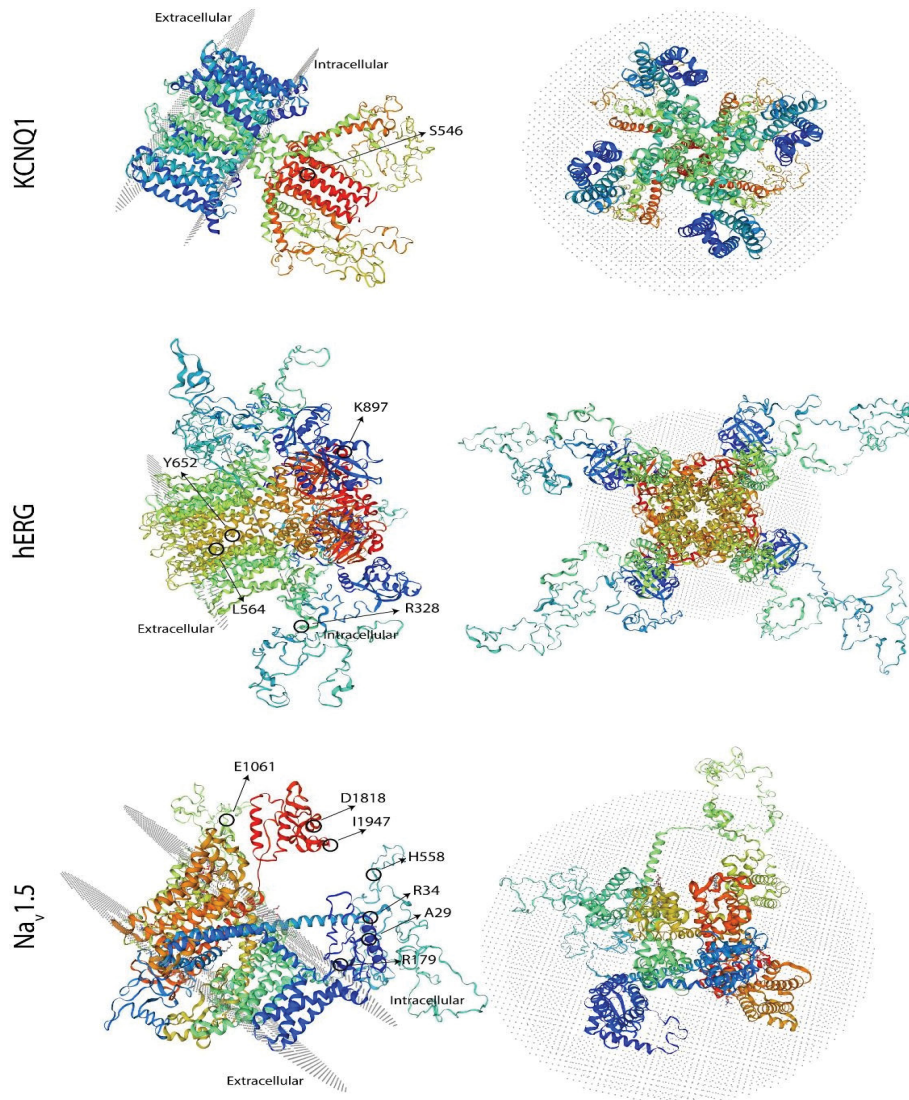 KCNQ1
Extracellular
Intracellular
S546
hERG
K897
Y652
L564
R328
Extracellular
Intracellular
Nav1.5
E1061
D1818
I1947
H558
R34
A29
R179
Intracellular
Extracellular